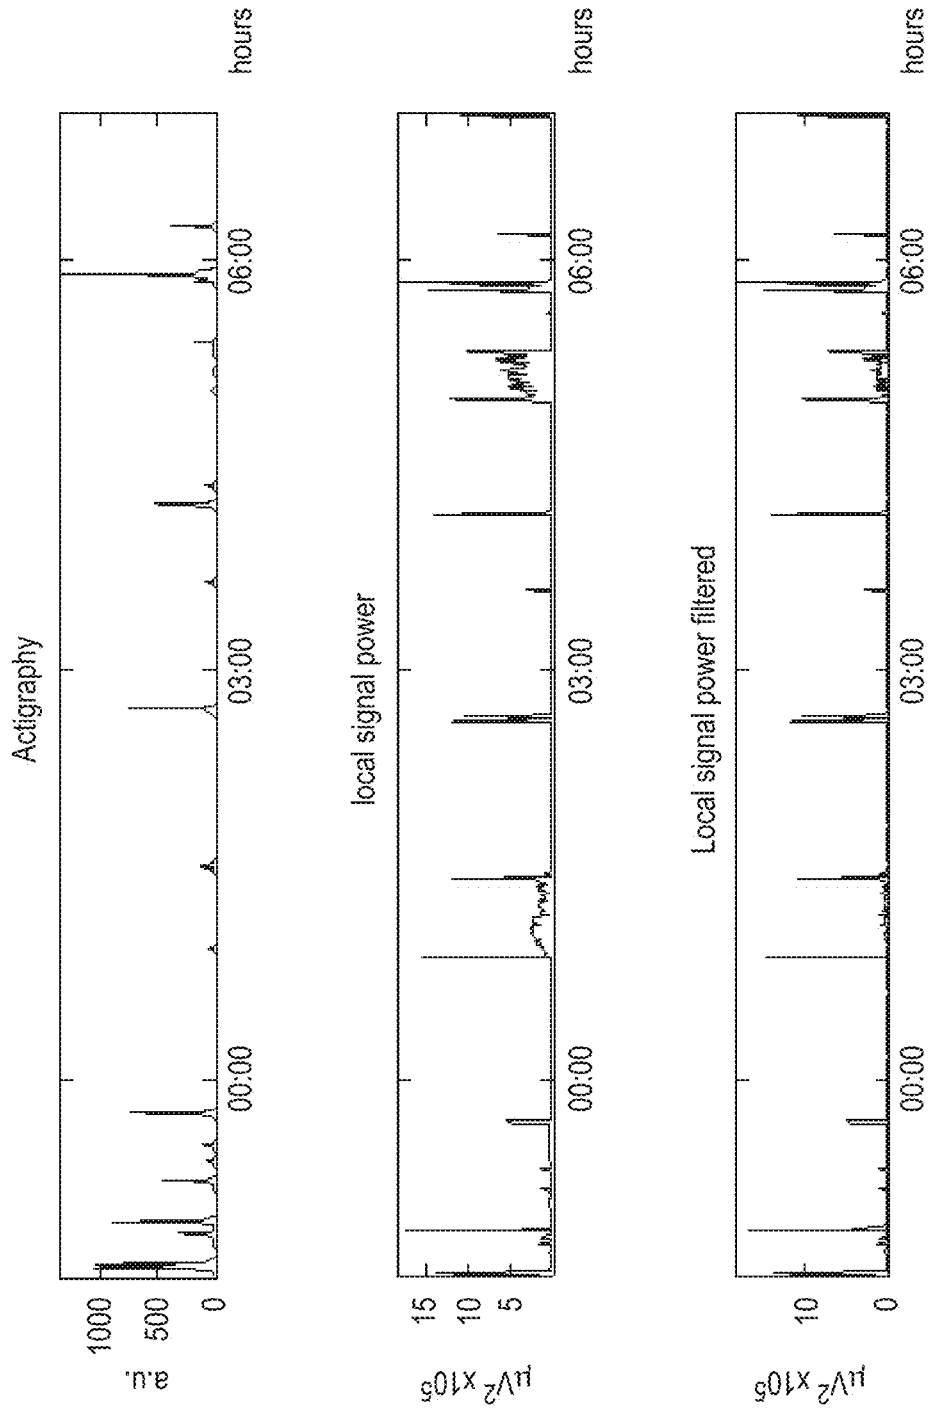 Actigraphy
1000
500
0
a.u.
00:00
03:00
06:00
hours
local signal power
15
10
5
μV² x10⁵
00:00
03:00
06:00
hours
Local signal power filtered
10
0
μV² x10⁵
00:00
03:00
06:00
hours